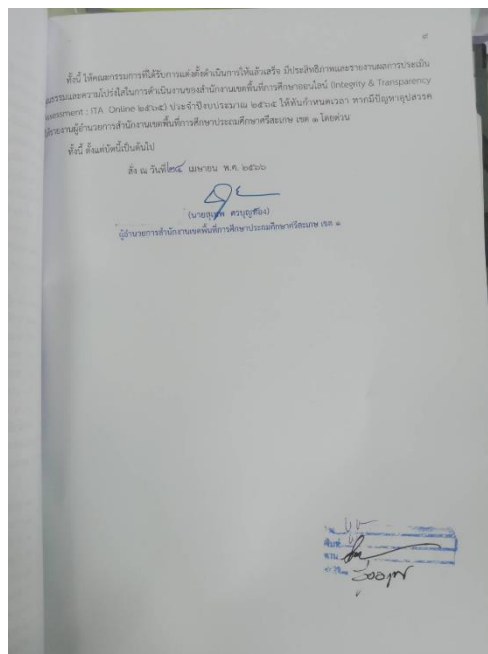 ๙
ทั้งนี้ ให้คณะกรรมการที่ได้รับการแต่งตั้งดำเนินการให้แล้วเสร็จ มีประสิทธิภาพและรายงานผลการประเมิน
และความโปร่งใสในการดำเนินงานของสำนักงานเขตพื้นที่การศึกษาออนไลน์ (Integrity & Transparency
: ITA Online ๒๕๖๕) ประจำปีงบประมาณ ๒๕๖๕ ให้ทันกำหนดเวลา หากมีปัญหาอุปสรรค
รายงานผู้อำนวยการสำนักงานเขตพื้นที่การศึกษาประถมศึกษาศรีสะเกษ เขต ๑ โดยด่วน
ทั้งนี้ ตั้งแต่บัดนี้เป็นต้นไป
สั่ง ณ วันที่ ๒๔ เมษายน พ.ศ. ๒๕๖๖
(นายสุเทพ)
ผู้อำนวยการสำนักงานเขตพื้นที่การศึกษาประถมศึกษาศรีสะเกษ เขต ๑
พิมพ์
ทาน